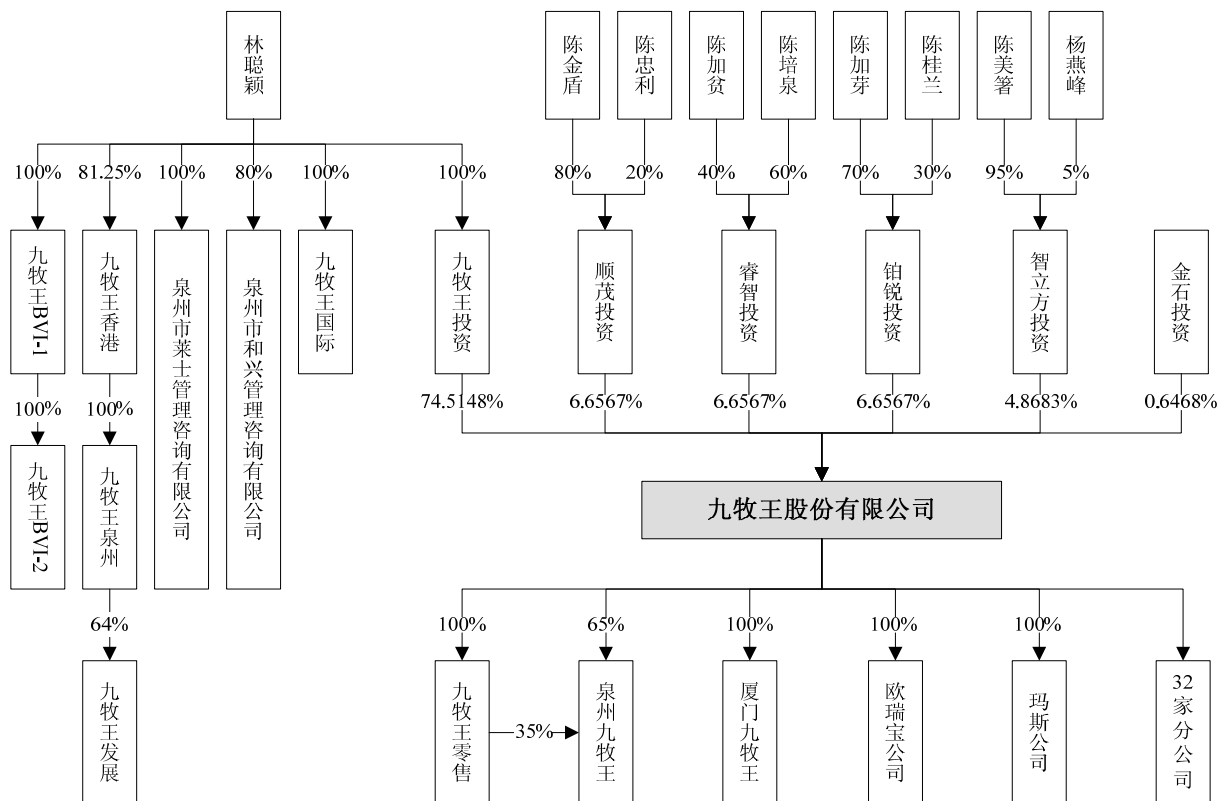 林聪颖
陈金盾
陈忠利
陈加贫
陈培泉
陈加芽
陈桂兰
陈美箸
杨燕峰
100%
81.25%
100%
80%
100%
100%
80%
20%
40%
60%
70%
30%
95%
5%
九牧王BVI-1
九牧王香港
泉州市莱士管理咨询有限公司
泉州市和兴管理咨询有限公司
九牧王国际
九牧王投资
顺茂投资
睿智投资
铂锐投资
智立方投资
金石投资
100%
100%
74.5148%
6.6567%
6.6567%
6.6567%
4.8683%
0.6468%
九牧王BVI-2
九牧王泉州
九牧王股份有限公司
64%
100%
65%
100%
100%
100%
九牧王发展
九牧王零售
35%
泉州九牧王
厦门九牧王
欧瑞宝公司
玛斯公司
32家分公司